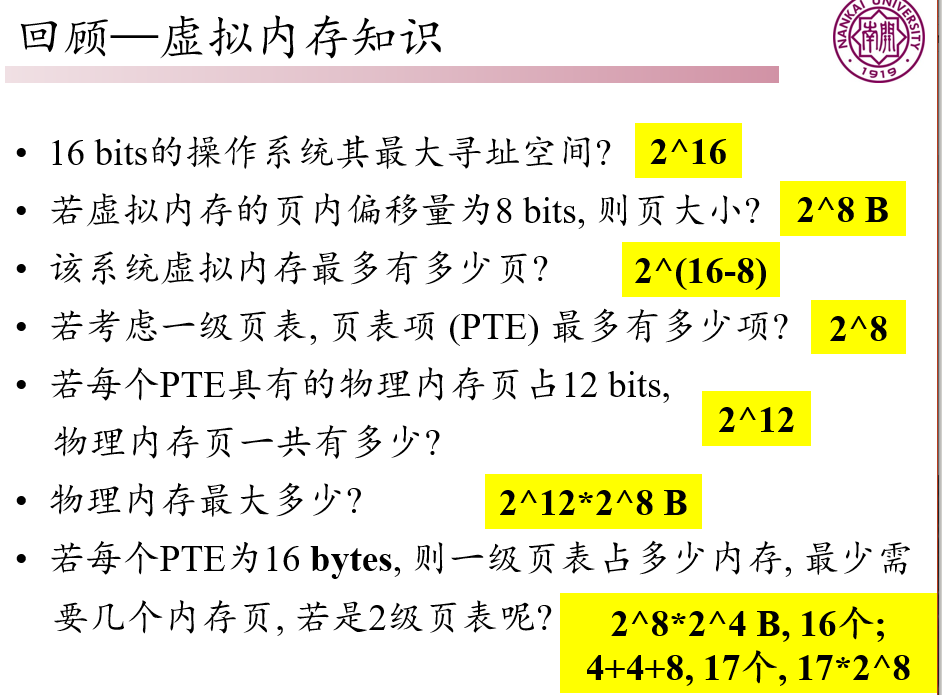 回顾—虚拟内存知识
NANKAI UNIVERSITY
南開
·1919·
• 16 bits的操作系统其最大寻址空间? 2^16
• 若虚拟内存的页内偏移量为8 bits, 则页大小? 2^8 B
• 该系统虚拟内存最多有多少页? 2^(16-8)
• 若考虑一级页表, 页表项 (PTE) 最多有多少项? 2^8
• 若每个PTE具有的物理内存页占12 bits,
物理内存页一共有多少? 2^12
• 物理内存最大多少? 2^12*2^8 B
• 若每个PTE为16 bytes, 则一级页表占多少内存, 最少需
要几个内存页, 若是2级页表呢? 2^8*2^4 B, 16个;
4+4+8, 17个, 17*2^8